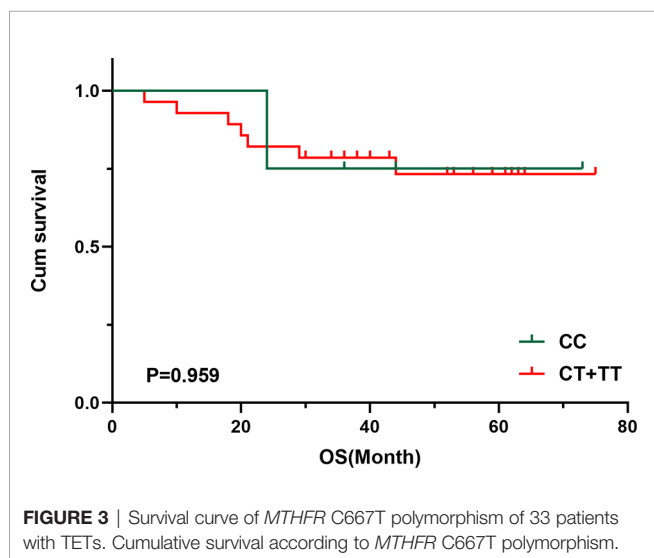 1.0
0.5
0.0
Cum survival
CC
CT+TT
P=0.959
0 20 40 60 80
OS(Month)
FIGURE 3 | Survival curve of MTHFR C667T polymorphism of 33 patients
with TETs. Cumulative survival according to MTHFR C667T polymorphism.